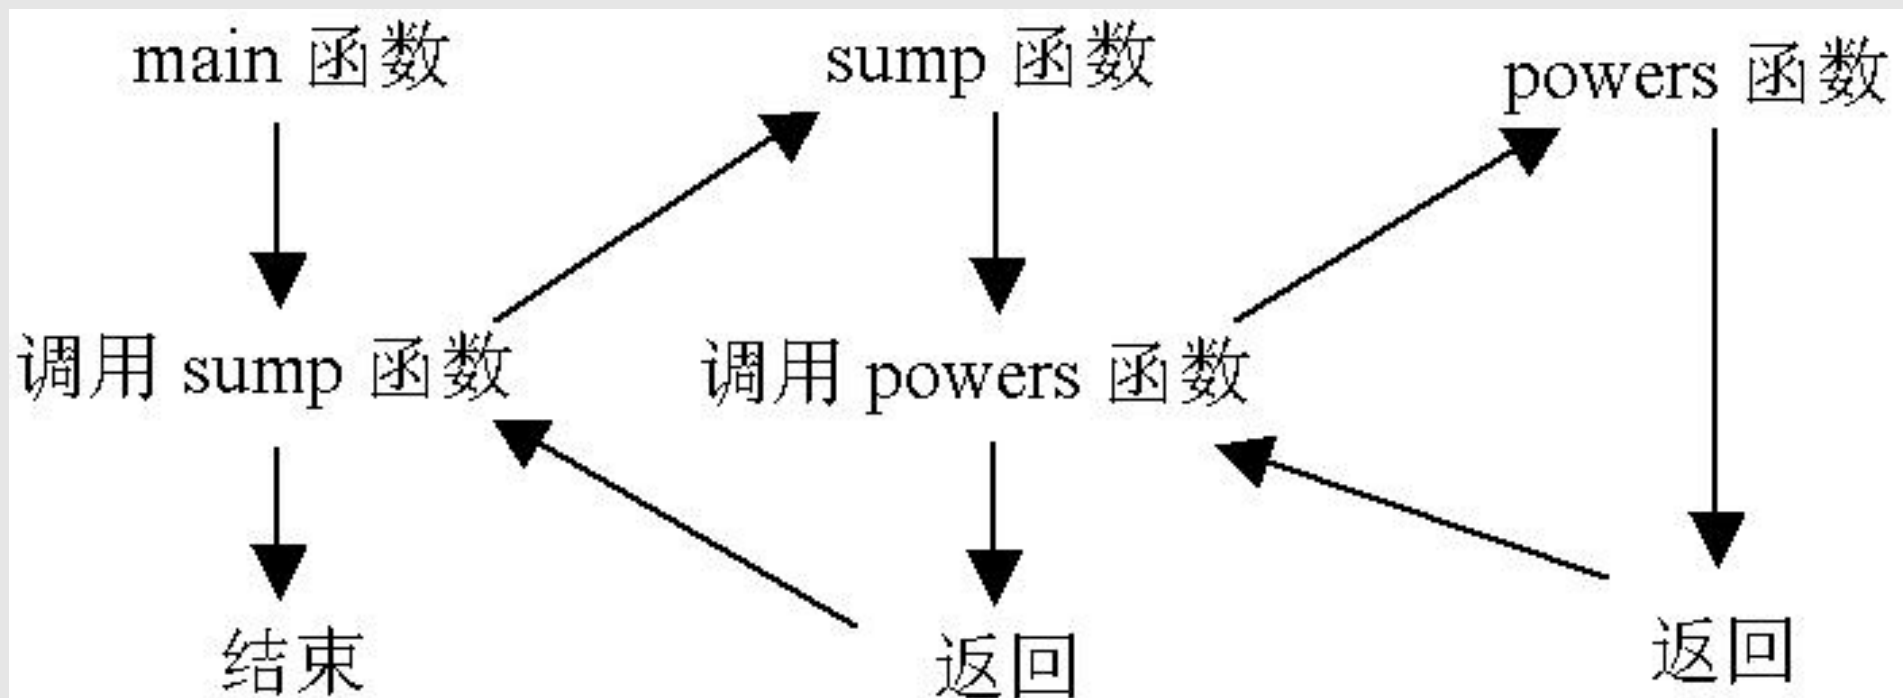 main 函数
sump 函数
powers 函数
调用 sump 函数
调用 powers 函数
结束
返回
返回